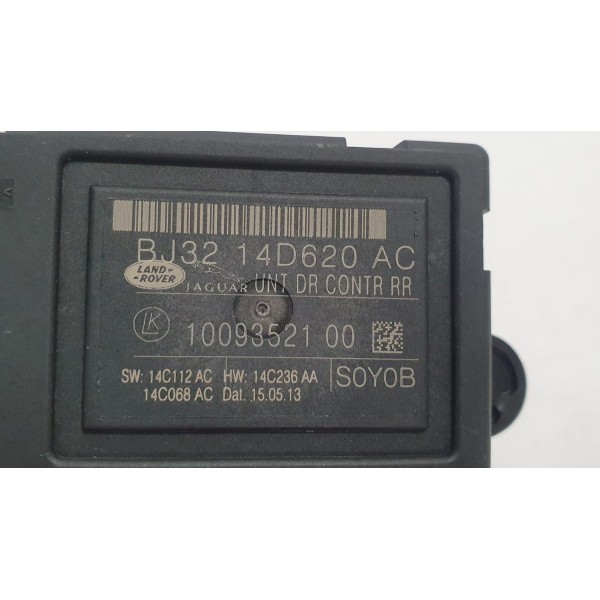 BJ32 14D620 AC
LAND-
-ROVER
JAGUAR UNT DR CONTR RR
LK 10093521 00
SW: 14C112 AC HW: 14C236 AA S0Y0B
14C068 AC Dat. 15.05.13